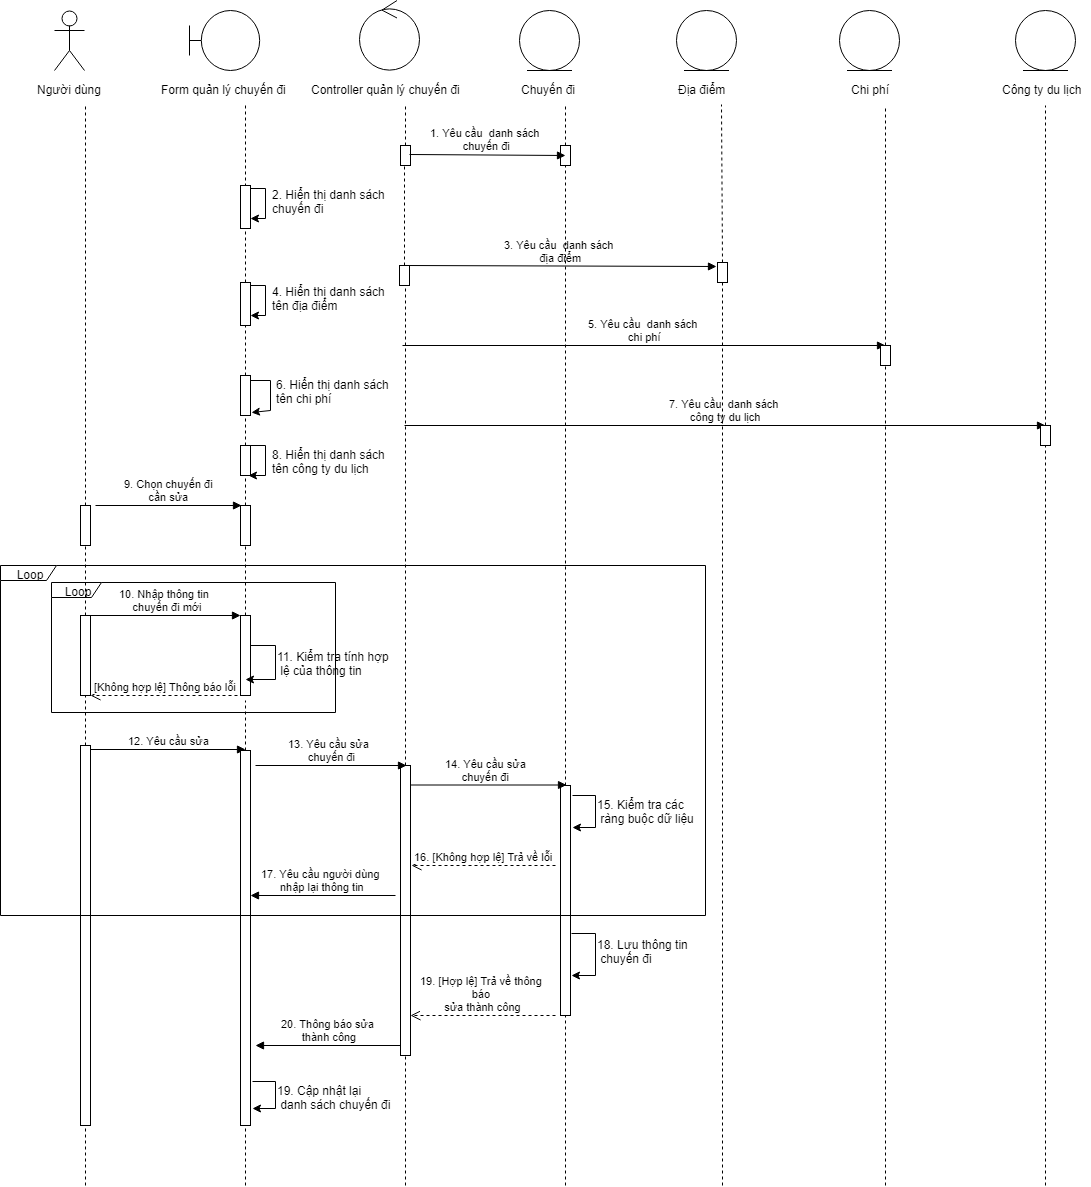 Người dùng
Form quản lý chuyến đi
Controller quản lý chuyến đi
Chuyến đi
Địa điểm
Chi phí
Công ty du lịch
1. Yêu cầu danh sách
chuyến đi
2. Hiển thị danh sách
chuyến đi
3. Yêu cầu danh sách
địa điểm
4. Hiển thị danh sách
tên địa điểm
5. Yêu cầu danh sách
chi phí
6. Hiển thị danh sách
tên chi phí
7. Yêu cầu danh sách
công ty du lịch
8. Hiển thị danh sách
tên công ty du lịch
9. Chọn chuyến đi
cần sửa
Loop
Loop
10. Nhập thông tin
chuyến đi mới
11. Kiểm tra tính hợp
lệ của thông tin
[Không hợp lệ] Thông báo lỗi
12. Yêu cầu sửa
13. Yêu cầu sửa
chuyến đi
14. Yêu cầu sửa
chuyến đi
15. Kiểm tra các
ràng buộc dữ liệu
16. [Không hợp lệ] Trả về lỗi
17. Yêu cầu người dùng
nhập lại thông tin
18. Lưu thông tin
chuyến đi
19. [Hợp lệ] Trả về thông
báo
sửa thành công
20. Thông báo sửa
thành công
19. Cập nhật lại
danh sách chuyến đi